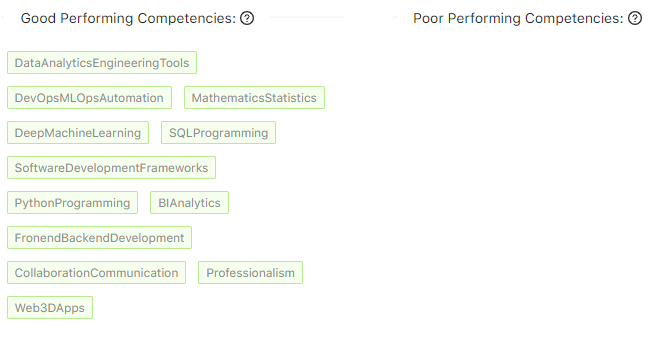 Good Performing Competencies:
Poor Performing Competencies:
DataAnalyticsEngineeringTools
DevOpsMLOpsAutomation MathematicsStatistics
DeepMachineLearning SQLProgramming
SoftwareDevelopmentFrameworks
PythonProgramming BIAnalytics
FronendBackendDevelopment
CollaborationCommunication Professionalism
Web3DApps